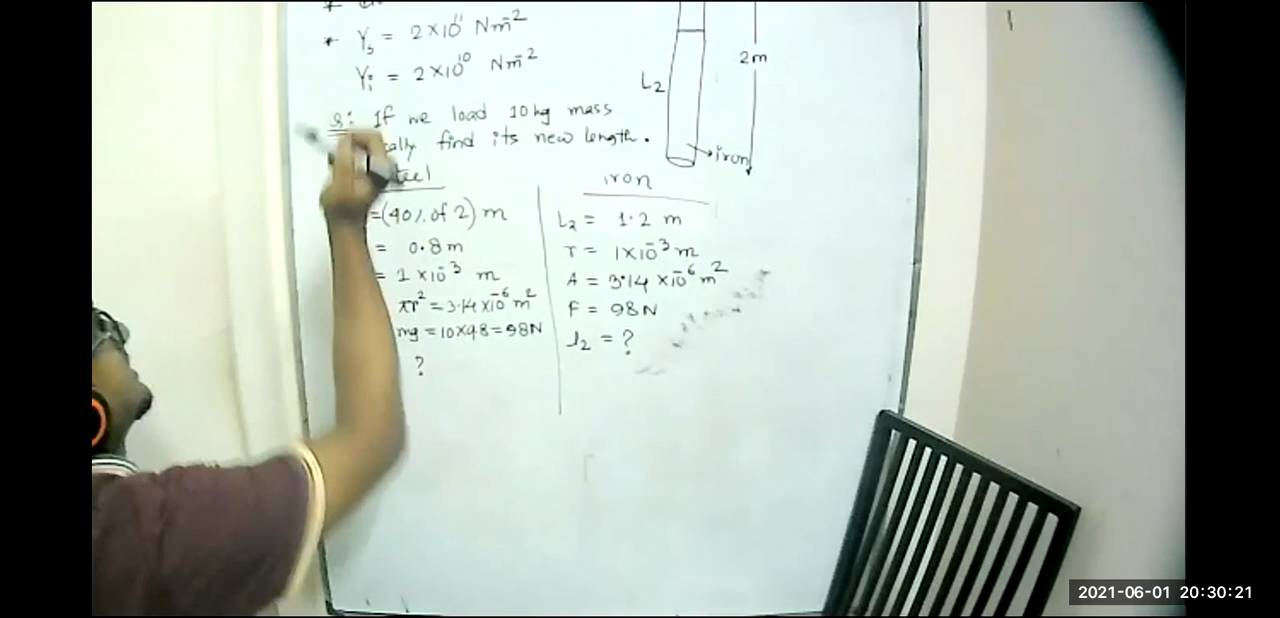 * Yₛ = 2×10¹¹ Nm⁻²
Yᵢ = 2×10¹⁰ Nm⁻²
Q: If we load 10kg mass
find its new length.
L₂
2m
iron
iron
=(40% of 2) m
= 0.8m
= 1×10⁻³ m
πr² = 3.14×10⁻⁶ m²
mg = 10×9.8 = 98N
?
L₂ = 1.2 m
r = 1×10⁻³ m
A = 3.14 ×10⁻⁶ m²
F = 98N
l₂ = ?
2021-06-01 20:30:21